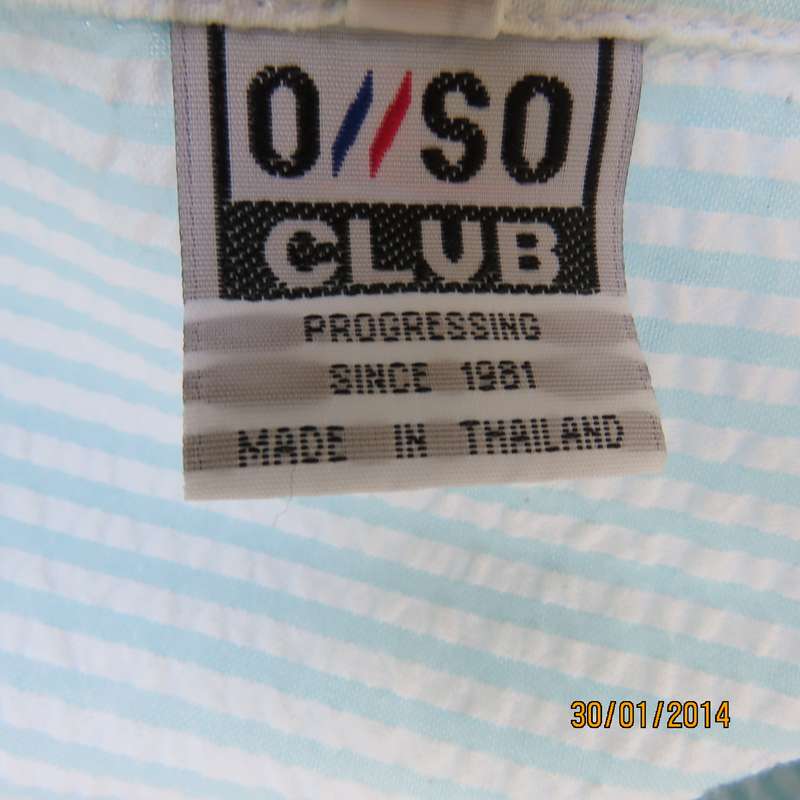 O//SO
CLUB
PROGRESSING
SINCE 1981
MADE IN THAILAND
30/01/2014